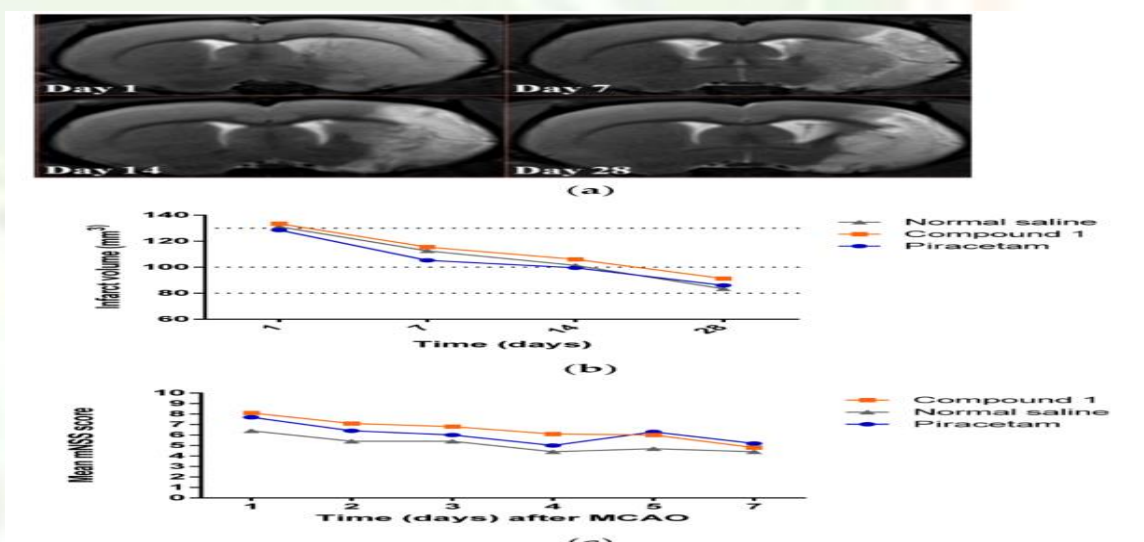 Day 1
Day 7
Day 14
Day 28
(a)
140
120
100
80
60
Infarct volume (mm³)
1
7
14
28
Time (days)
Normal saline
Compound 1
Piracetam
(b)
10
9
8
7
6
5
4
3
2
1
0
Mean mNSS score
1
2
3
4
5
7
Time (days) after MCAO
Compound 1
Normal saline
Piracetam
(c)